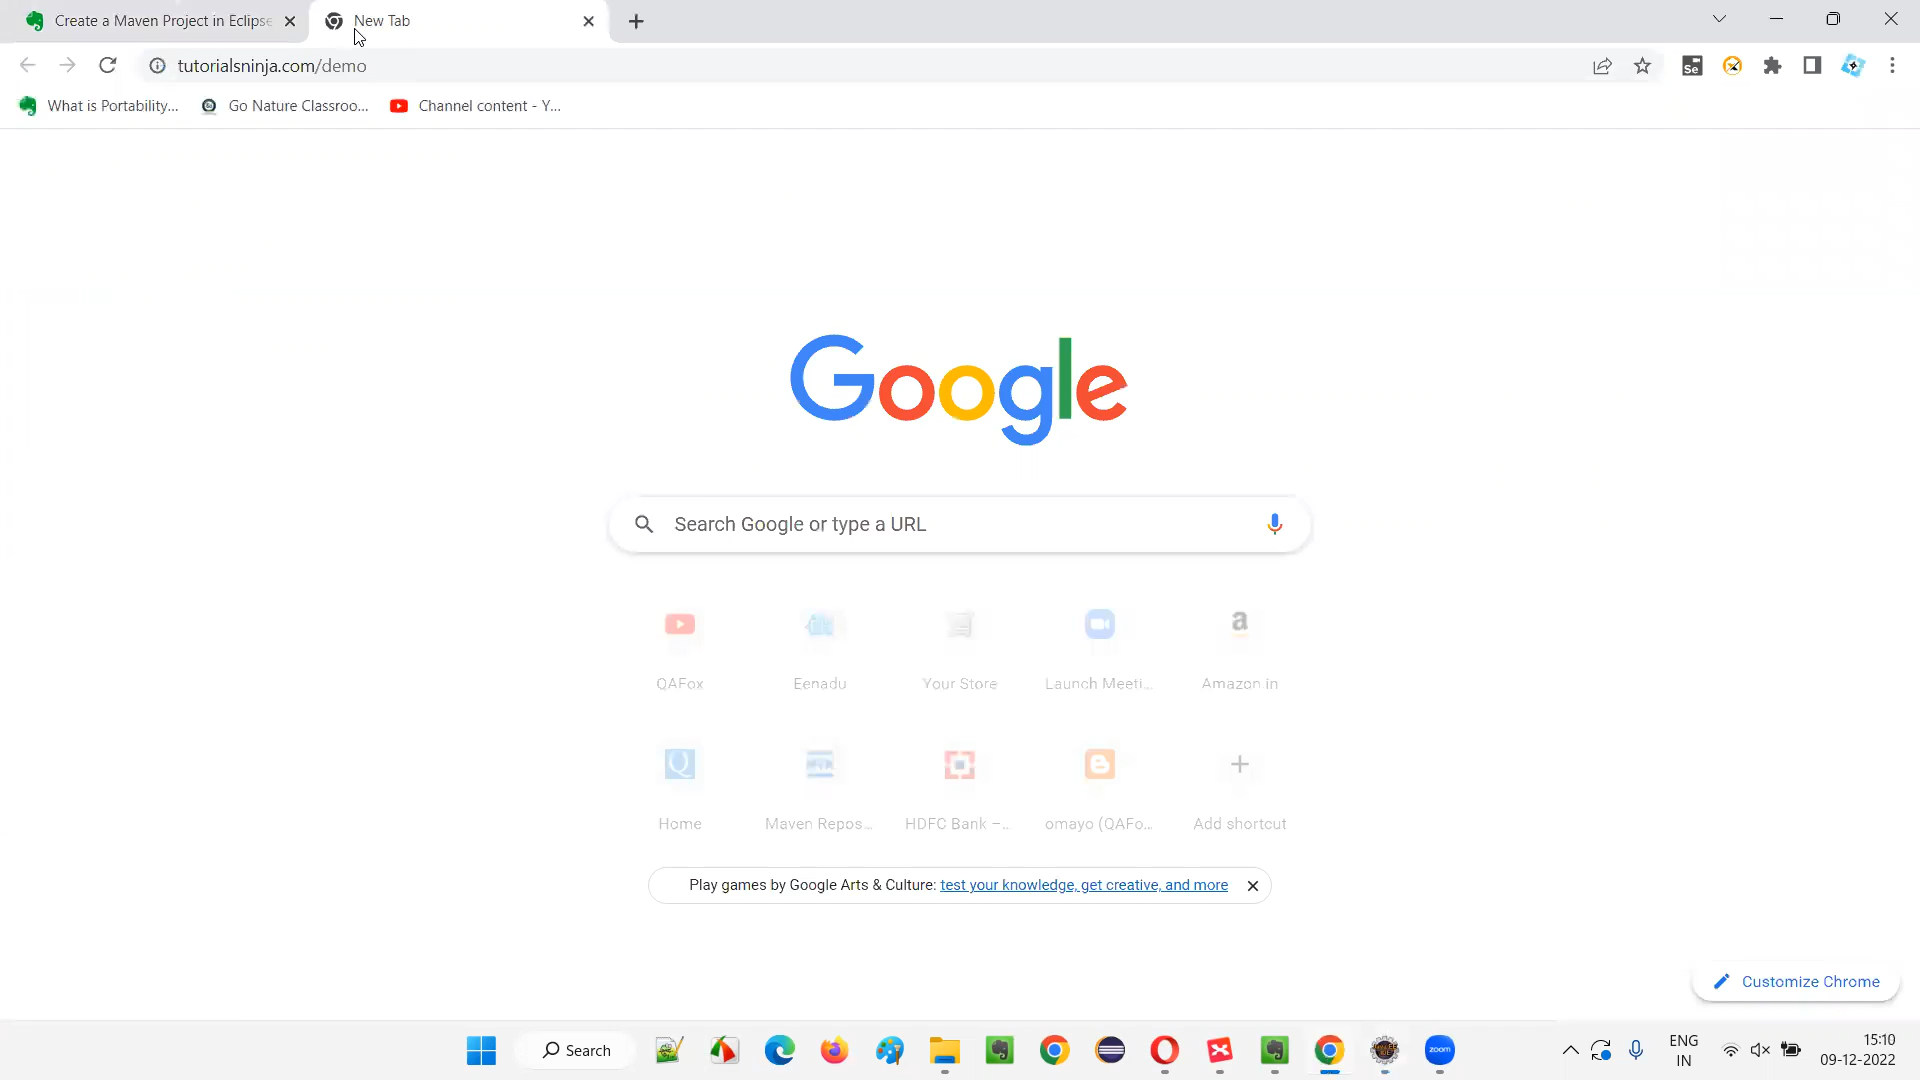 Create a Maven Project in Eclipse
New Tab
tutorialsninja.com/demo
What is Portability...
Go Nature Classroo...
Channel content - Y...
Google
Search Google or type a URL
QAFox
Eenadu
Your Store
Launch Meeti...
Amazon.in
Home
Maven Repos...
HDFC Bank –...
omayo (QAFo...
Add shortcut
Play games by Google Arts & Culture: test your knowledge, get creative, and more
Customize Chrome
Search
zoom
ENG
IN
15:10
09-12-2022